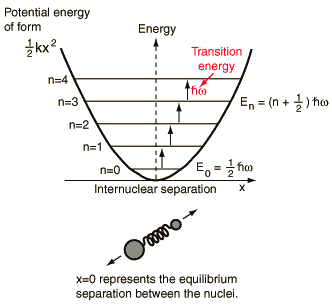 Potential energy
of form
½kx²
Energy
Transition
energy
n=4
ħω
n=3
Eₙ = (n + ½) ħω
n=2
n=1
n=0
E₀ = ½ħω
Internuclear separation
x
x=0 represents the equilibrium
separation between the nuclei.